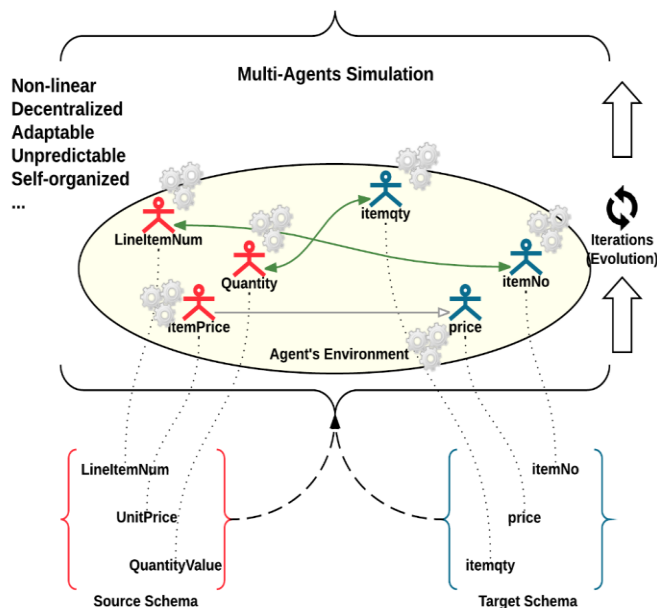 Multi-Agents Simulation
Non-linear
Decentralized
Adaptable
Unpredictable
Self-organized
...
LineItemNum
itemqty
Quantity
itemNo
Iterations
(Evolution)
itemPrice
price
Agent's Environment
LineItemNum
UnitPrice
QuantityValue
Source Schema
itemNo
price
itemqty
Target Schema